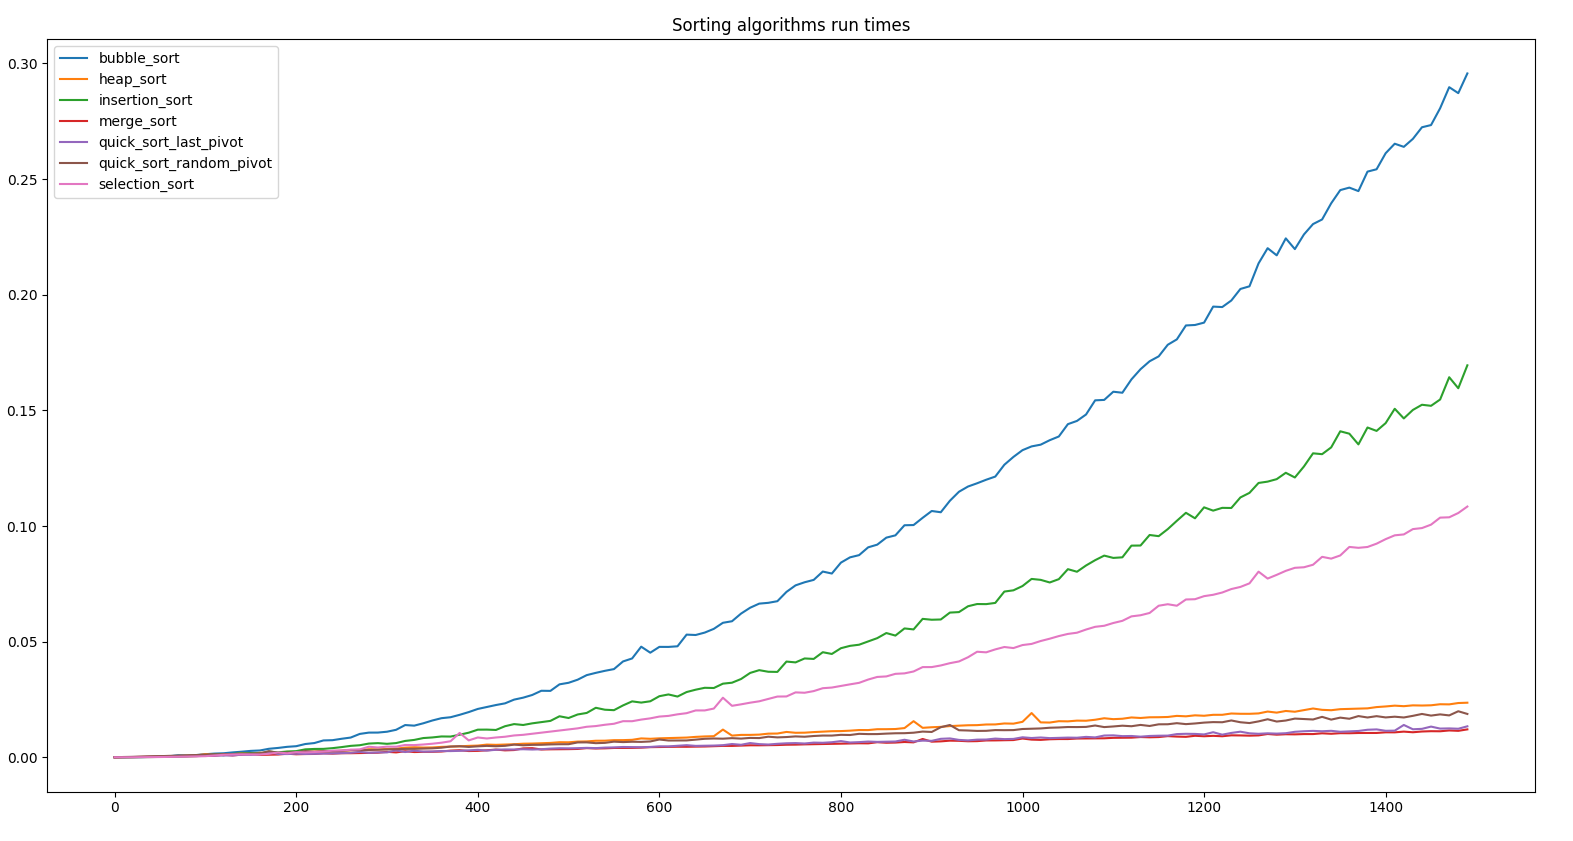 Sorting algorithms run times
bubble_sort
heap_sort
insertion_sort
merge_sort
quick_sort_last_pivot
quick_sort_random_pivot
selection_sort
0.30
0.25
0.20
0.15
0.10
0.05
0.00
0 200 400 600 800 1000 1200 1400